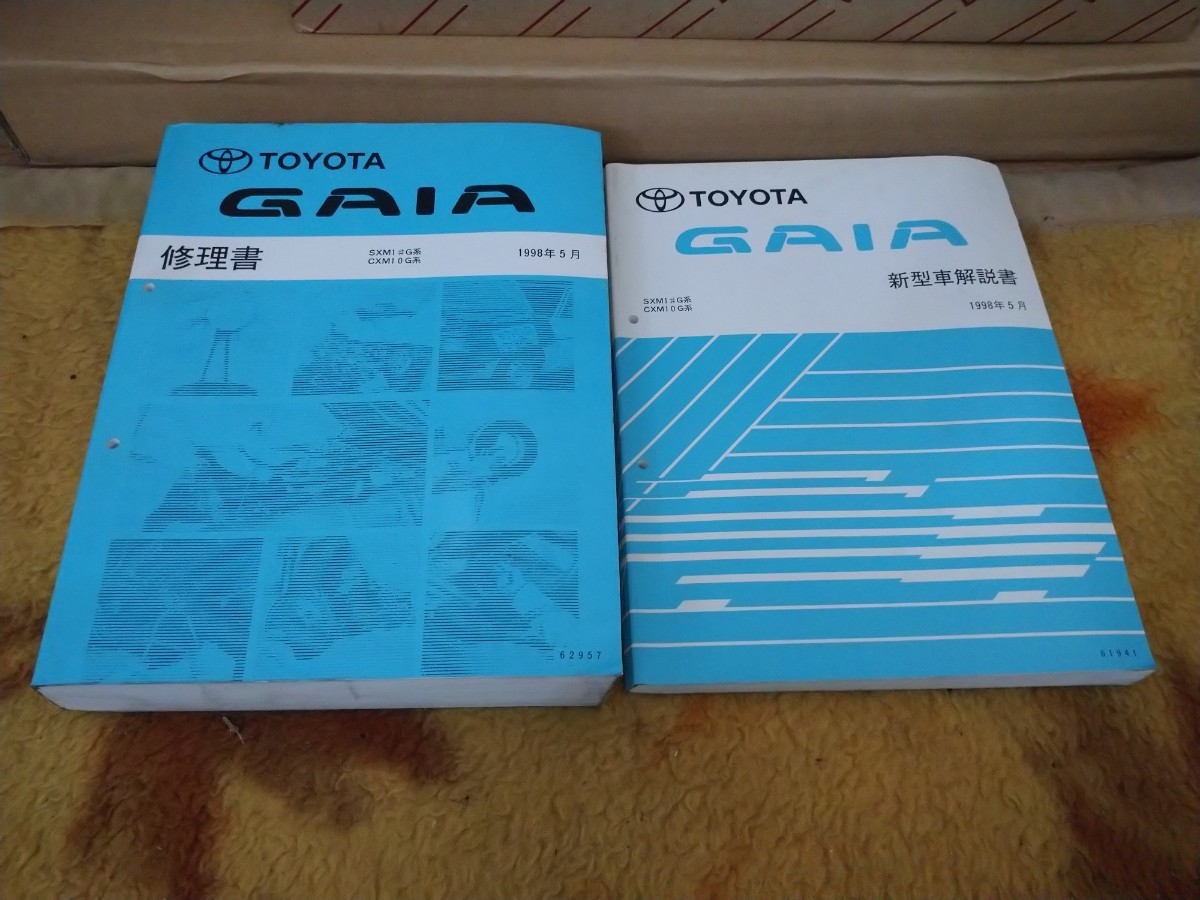 TOYOTA
GAIA
修理書
SXM1#G系
CXM10G系
1998年5月
62957
TOYOTA
GAIA
新型車解説書
SXM1#G系
CXM10G系
1998年5月
61941